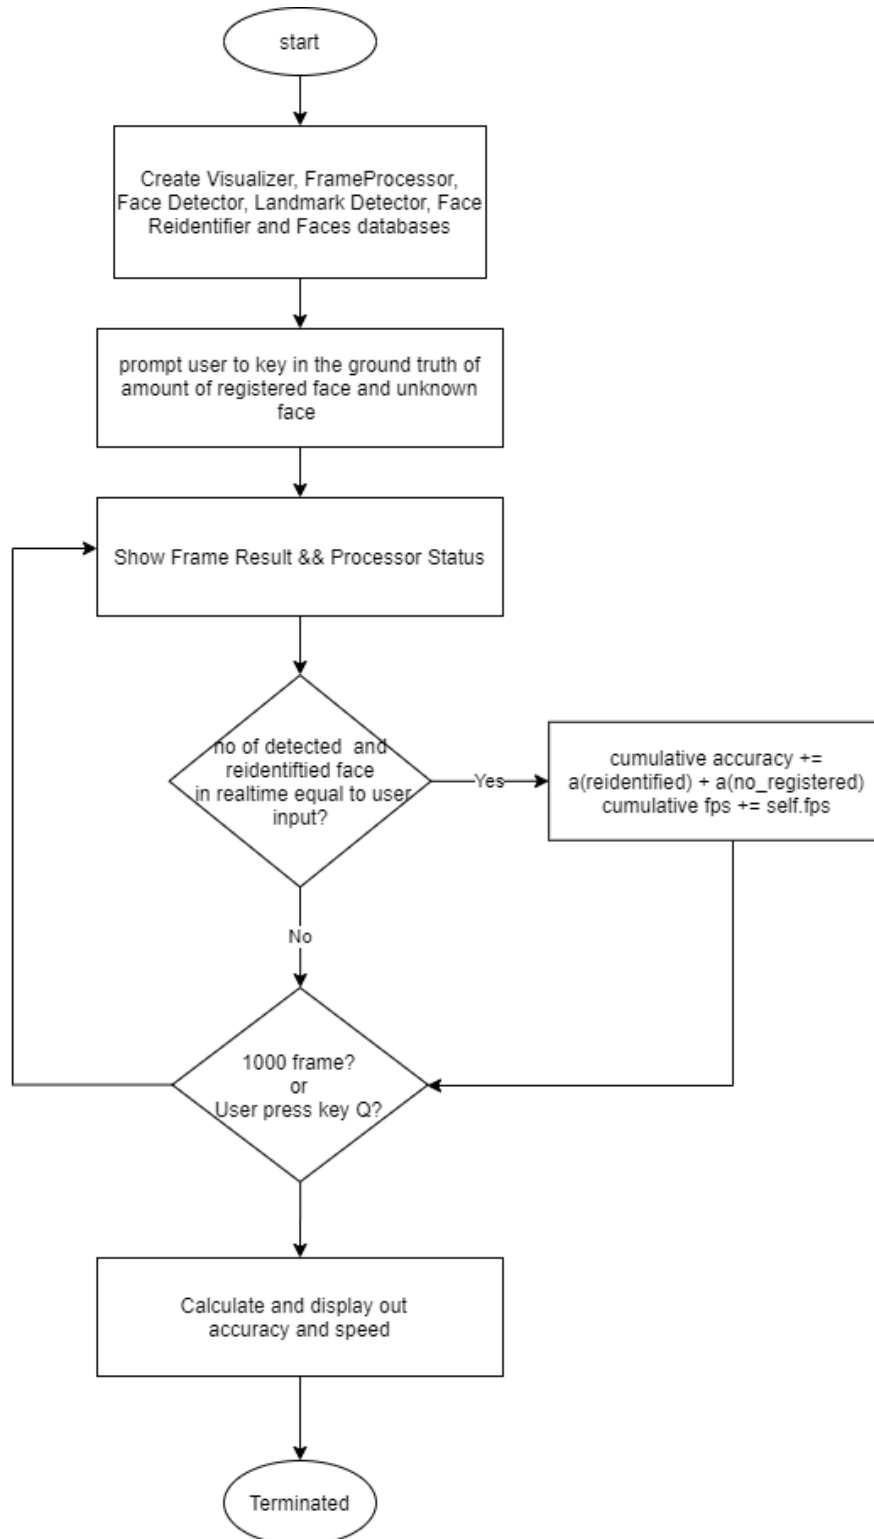 start
Create Visualizer, FrameProcessor,
Face Detector, Landmark Detector, Face
Reidentifier and Faces databases
prompt user to key in the ground truth of
amount of registered face and unknown
face
Show Frame Result && Processor Status
no of detected and
reidentiftied face
in realtime equal to user
input?
Yes
cumulative accuracy +=
a(reidentified) + a(no_registered)
cumulative fps += self.fps
No
1000 frame?
or
User press key Q?
Calculate and display out
accuracy and speed
Terminated